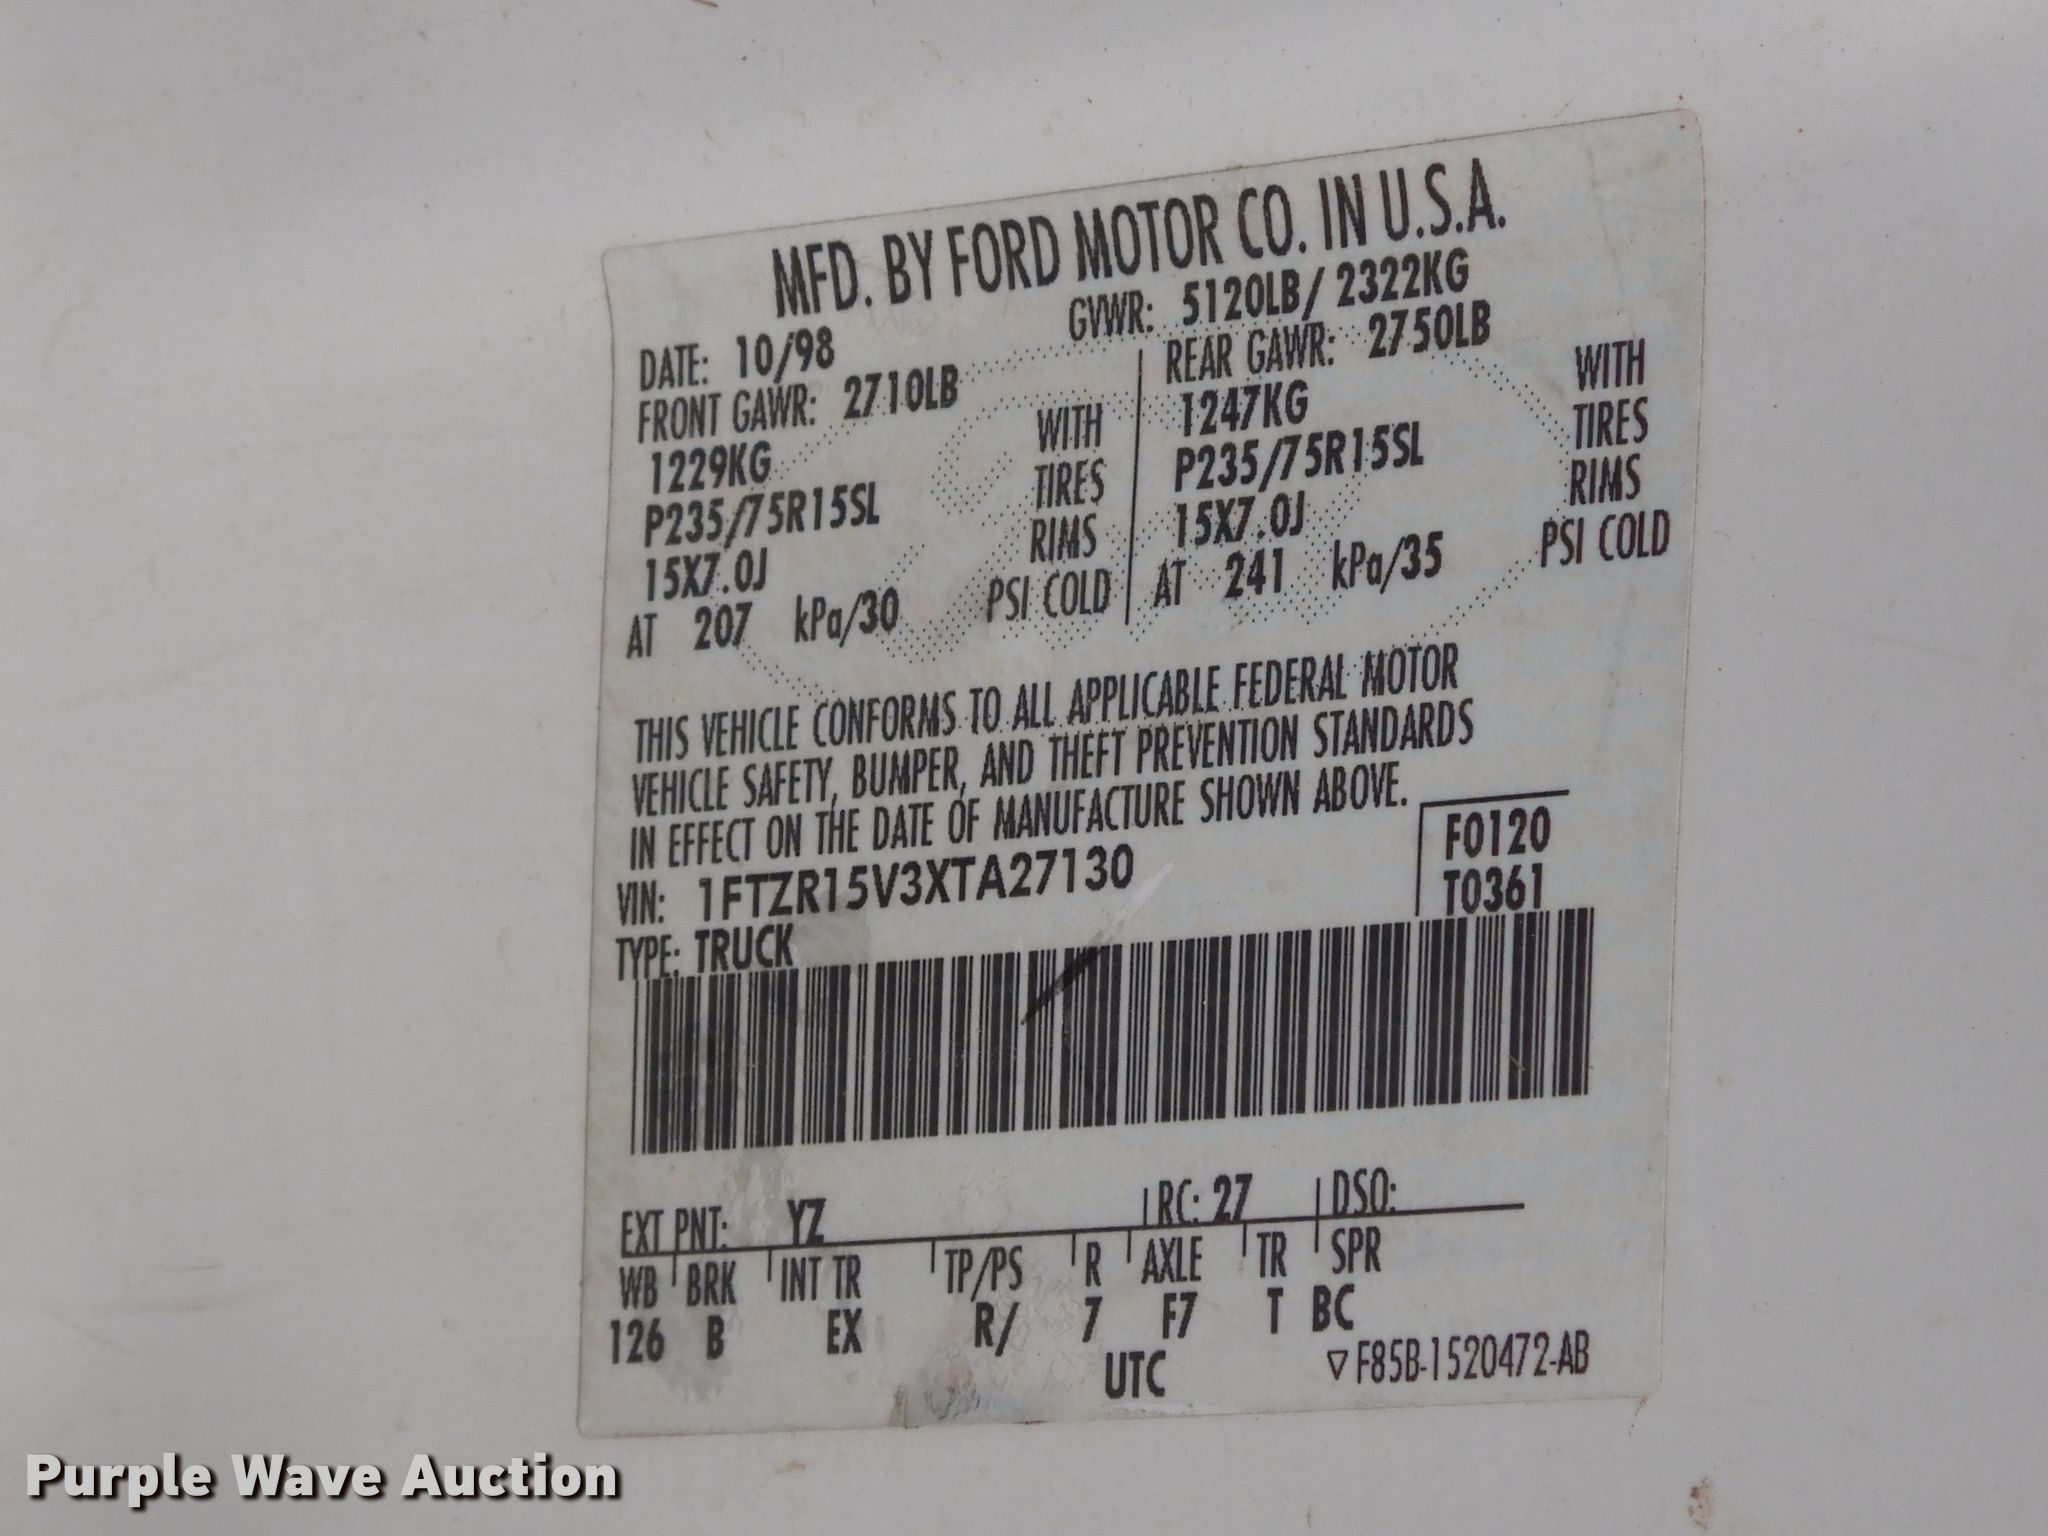 MFD. BY FORD MOTOR CO. IN U.S.A.
DATE: 10/98 GVWR: 5120LB/ 2322KG
FRONT GAWR: 2710LB
1229KG WITH
P235/75R15SL TIRES
15X7.0J RIMS
AT 207 kPa/30 PSI COLD
REAR GAWR: 2750LB
1247KG WITH
P235/75R15SL TIRES
15X7.0J RIMS
AT 241 kPa/35 PSI COLD
THIS VEHICLE CONFORMS TO ALL APPLICABLE FEDERAL MOTOR
VEHICLE SAFETY, BUMPER, AND THEFT PREVENTION STANDARDS
IN EFFECT ON THE DATE OF MANUFACTURE SHOWN ABOVE.
VIN: 1FTZR15V3XTA27130
TYPE: TRUCK
F0120
T0361
EXT PNT: YZ RC: 27 DSO:
WB BRK INT TR TP/PS R AXLE TR SPR
126 B EX R/ 7 F7 T BC
UTC
▽F85B-1520472-AB
Purple Wave Auction